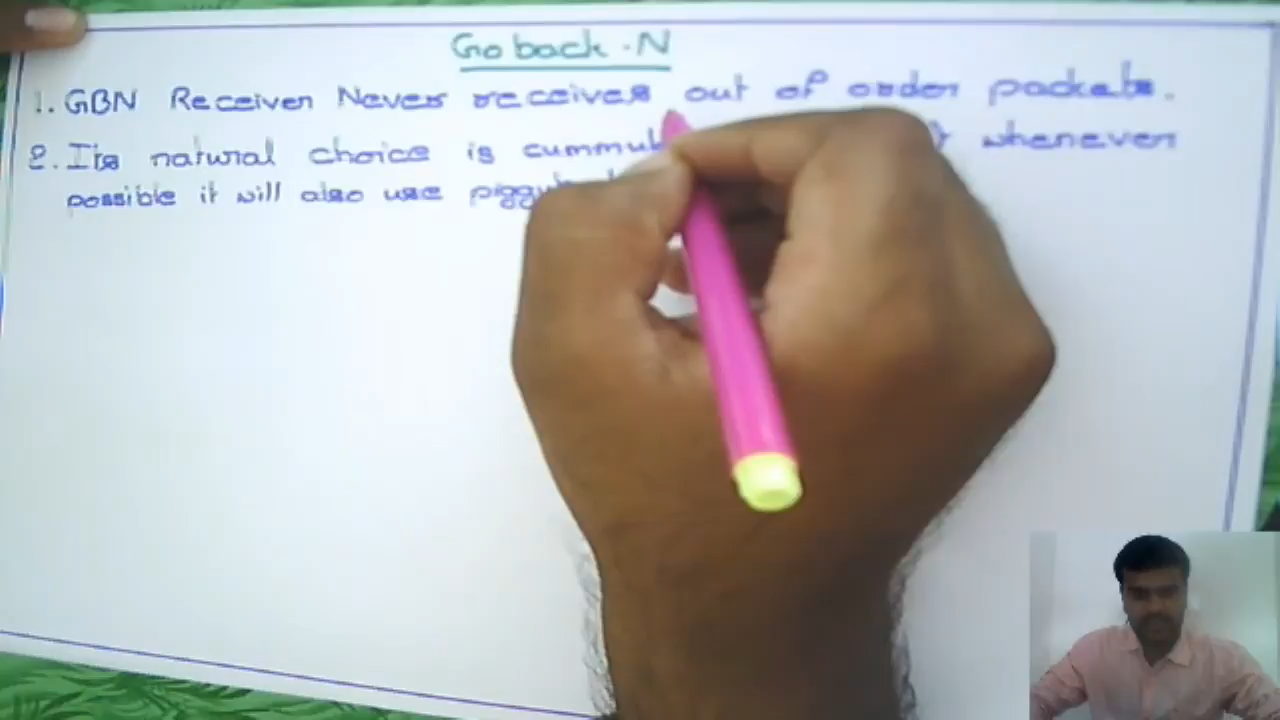 Go back - N
1. GBN Receiver Never receives out of order packets.
2. Its natural choice is whenever
possible it will also use